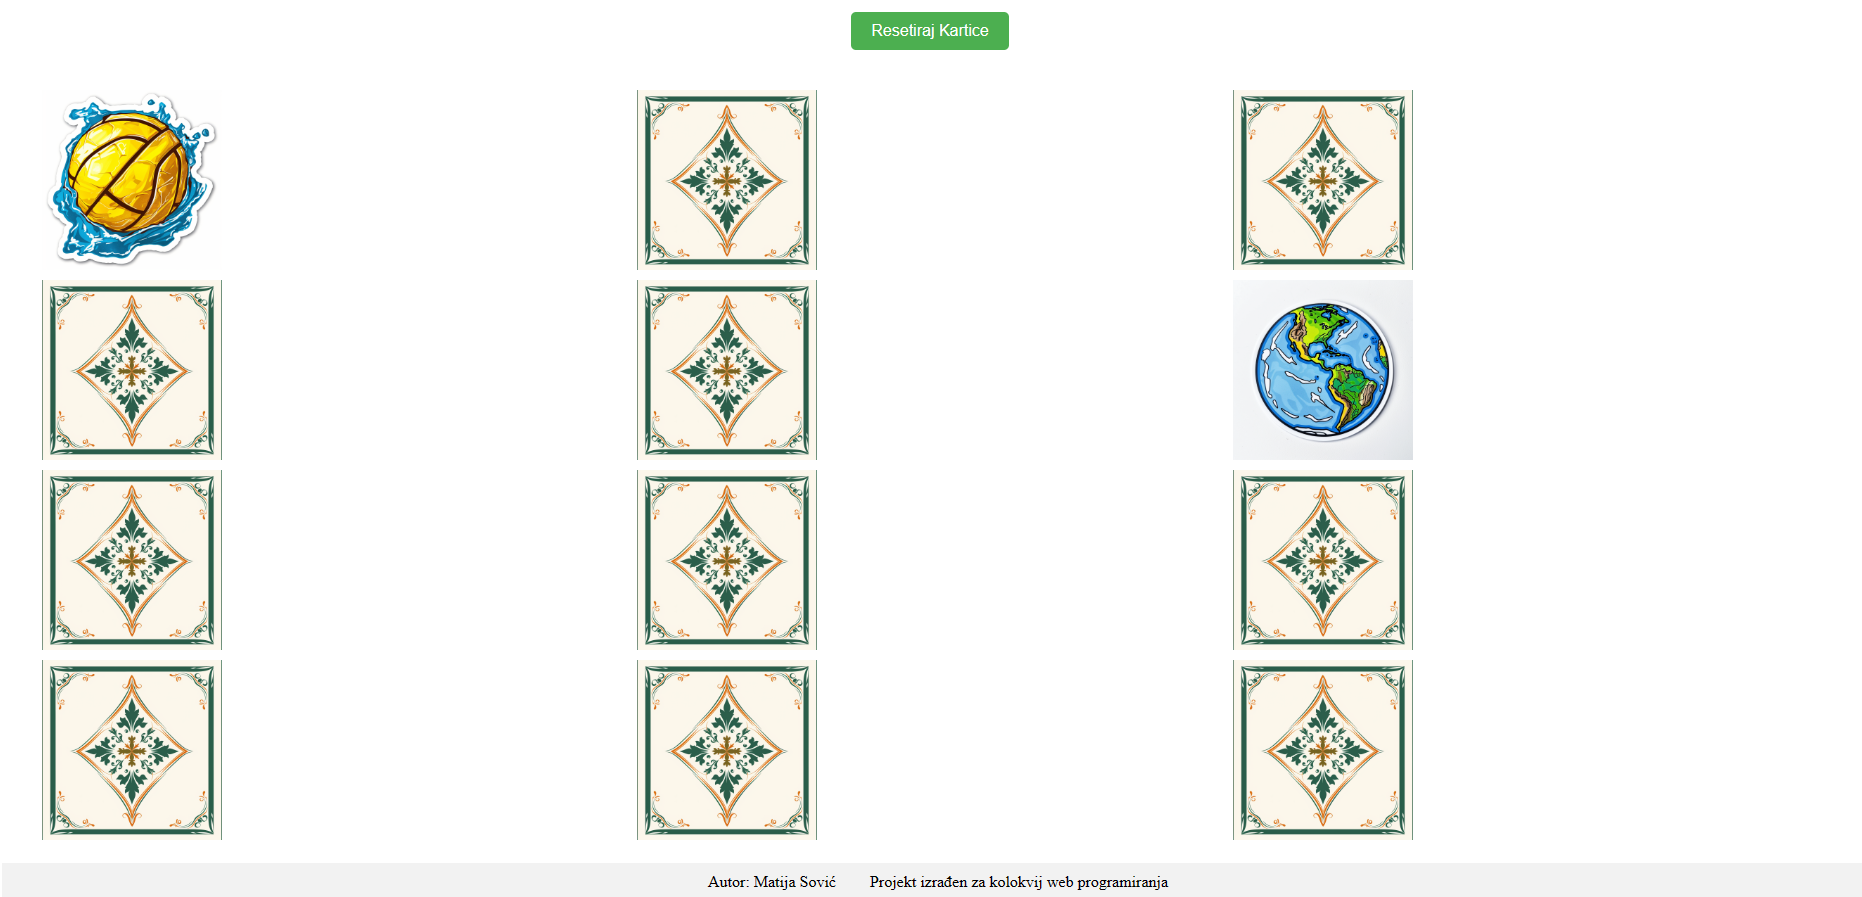 Resetiraj Kartice
Autor: Matija Sović Projekt izrađen za kolokvij web programiranja